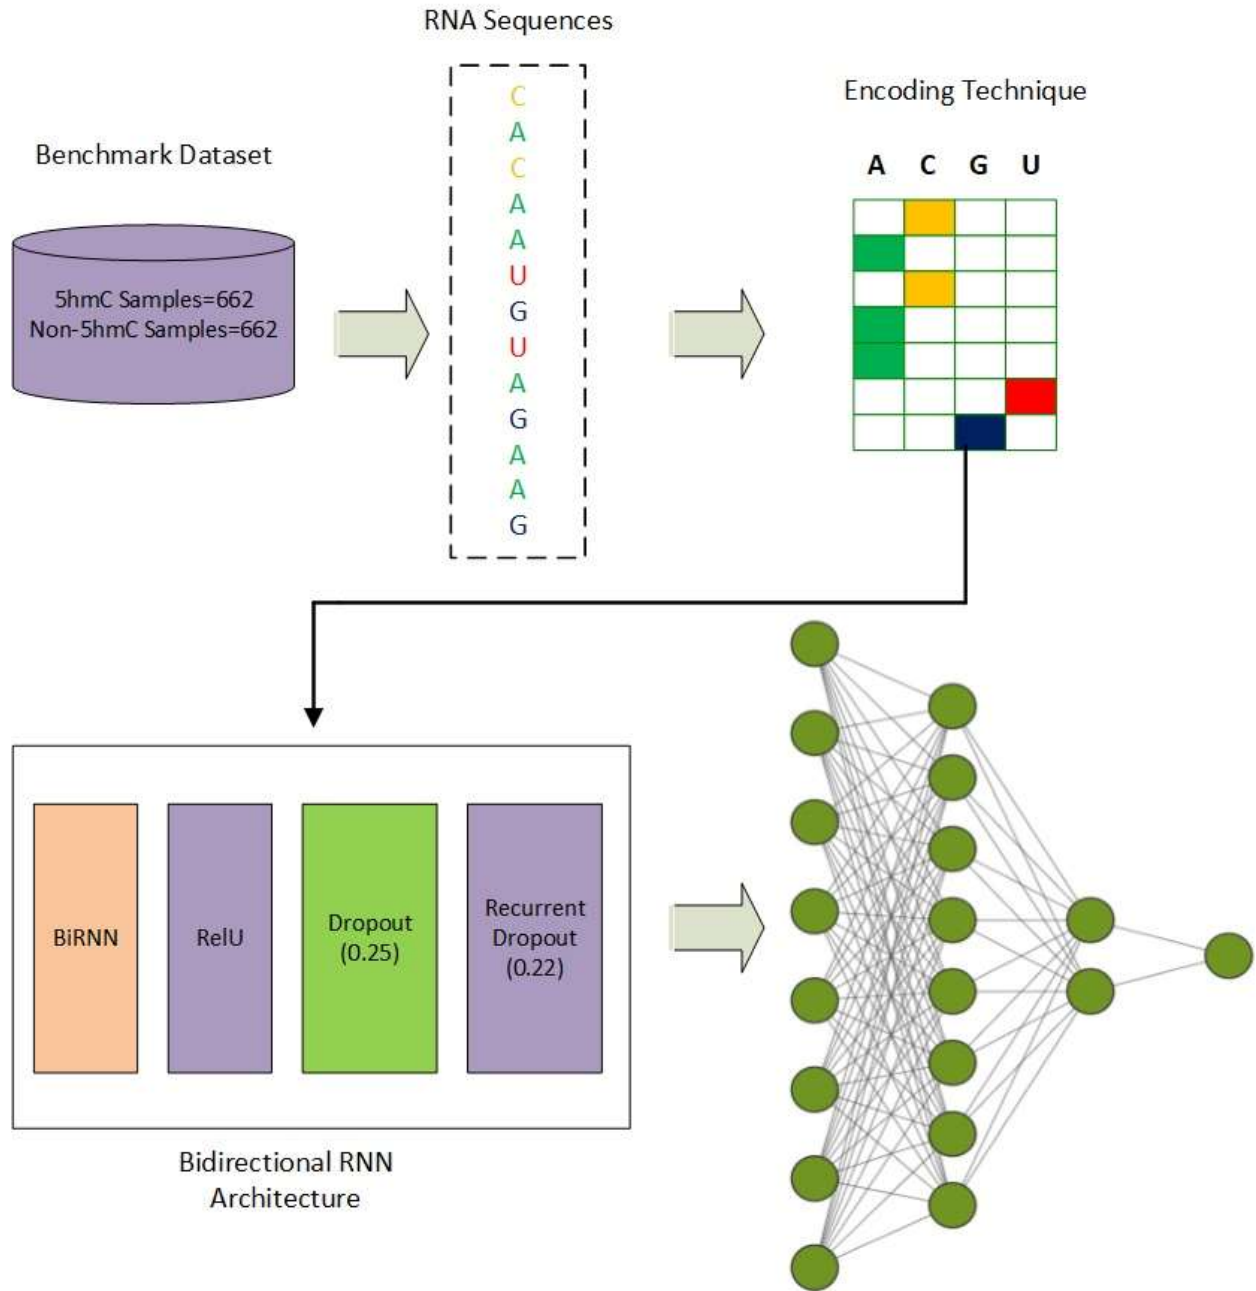 RNA Sequences
Benchmark Dataset
5hmC Samples=662
Non-5hmC Samples=662
C
A
C
A
A
U
G
U
A
G
A
A
G
Encoding Technique
A C G U
BiRNN
RelU
Dropout
(0.25)
Recurrent
Dropout
(0.22)
Bidirectional RNN
Architecture